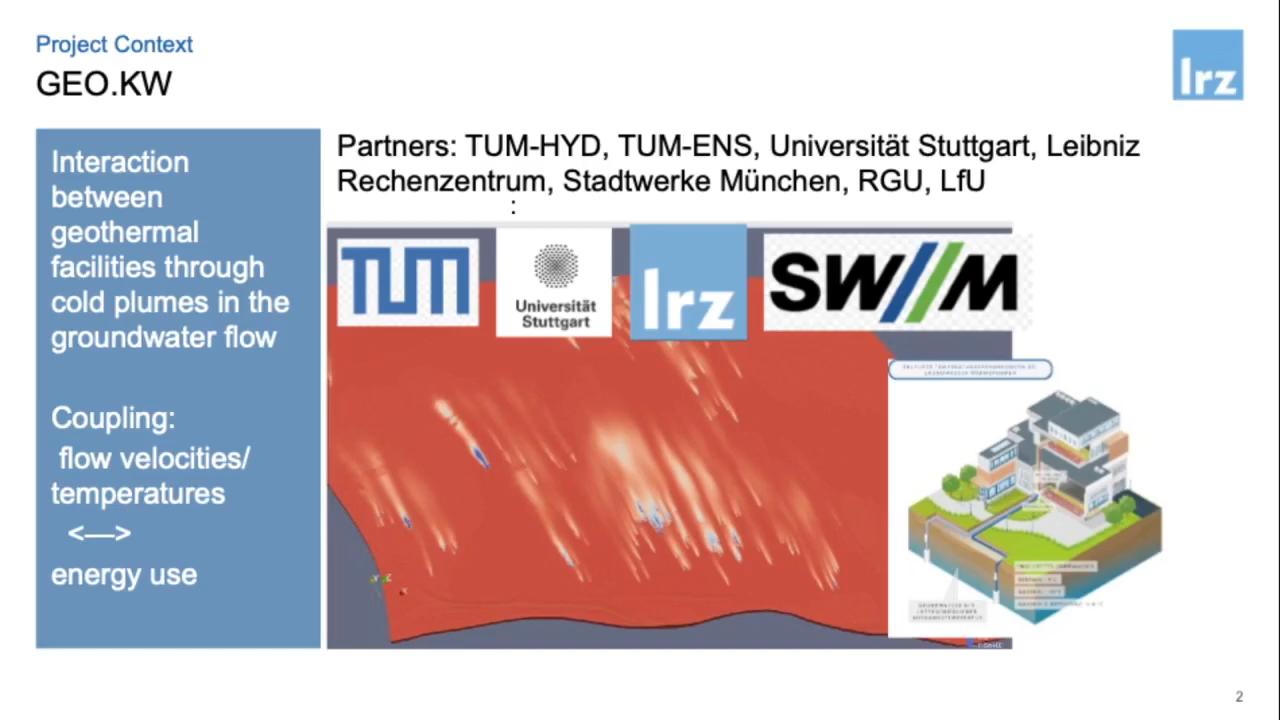 Project Context
GEO.KW
lrz
Interaction
between
geothermal
facilities through
cold plumes in the
groundwater flow
Coupling:
flow velocities/
temperatures
<—>
energy use
Partners: TUM-HYD, TUM-ENS, Universität Stuttgart, Leibniz
Rechenzentrum, Stadtwerke München, RGU, LfU
:
TUM
Universität
Stuttgart
lrz
SW//M
2